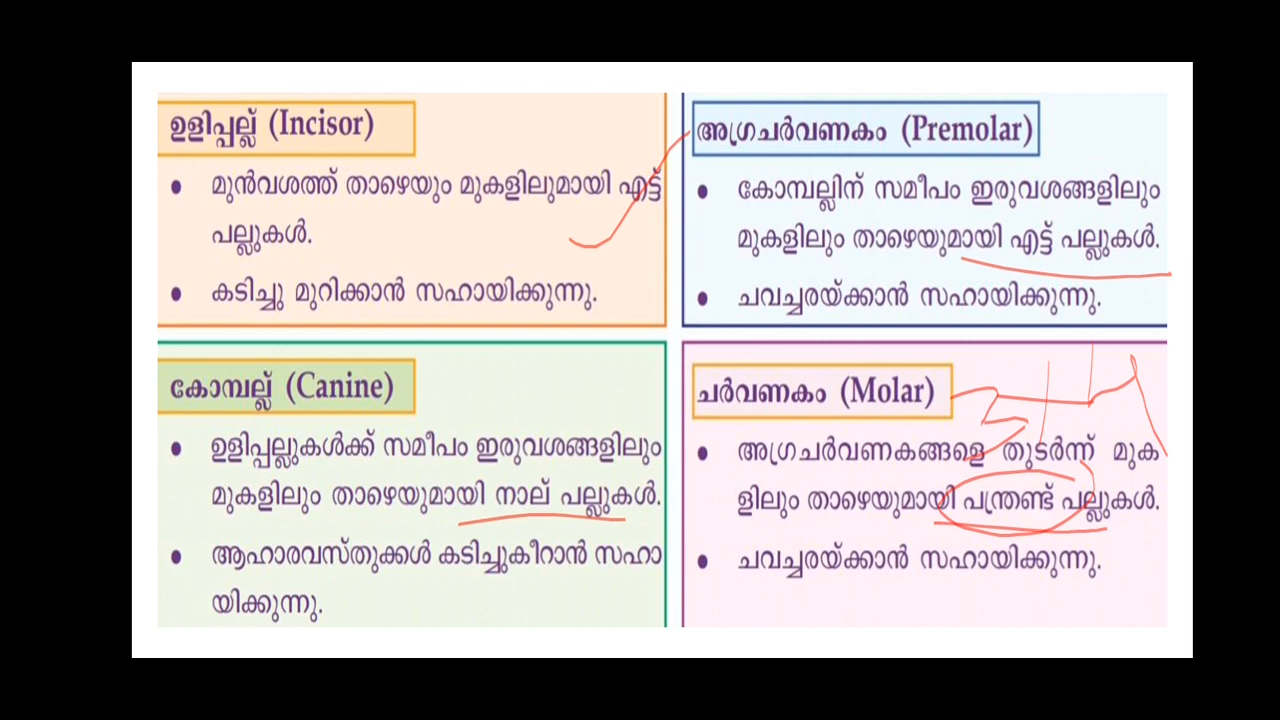 ഉളിപ്പല്ല് (Incisor)
• മുൻവശത്ത് താഴെയും മുകളിലുമായി എട്ട്
പല്ലുകൾ.
• കടിച്ചു മുറിക്കാൻ സഹായിക്കുന്നു.
അഗ്രചർവണകം (Premolar)
• കോമ്പല്ലിന് സമീപം ഇരുവശങ്ങളിലും
മുകളിലും താഴെയുമായി എട്ട് പല്ലുകൾ.
• ചവച്ചരയ്ക്കാൻ സഹായിക്കുന്നു.
കോമ്പല്ല് (Canine)
• ഉളിപ്പല്ലുകൾക്ക് സമീപം ഇരുവശങ്ങളിലും
മുകളിലും താഴെയുമായി നാല് പല്ലുകൾ.
• ആഹാരവസ്തുക്കൾ കടിച്ചുകീറാൻ സഹാ
യിക്കുന്നു.
ചർവണകം (Molar)
• അഗ്രചർവണകങ്ങളെ തുടർന്ന് മുക
ളിലും താഴെയുമായി പന്ത്രണ്ട് പല്ലുകൾ.
• ചവച്ചരയ്ക്കാൻ സഹായിക്കുന്നു.